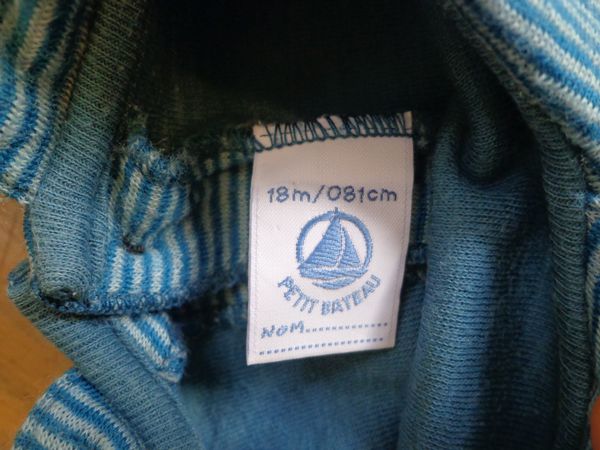 18m/081cm
PETIT BATEAU
NOM..............
....................